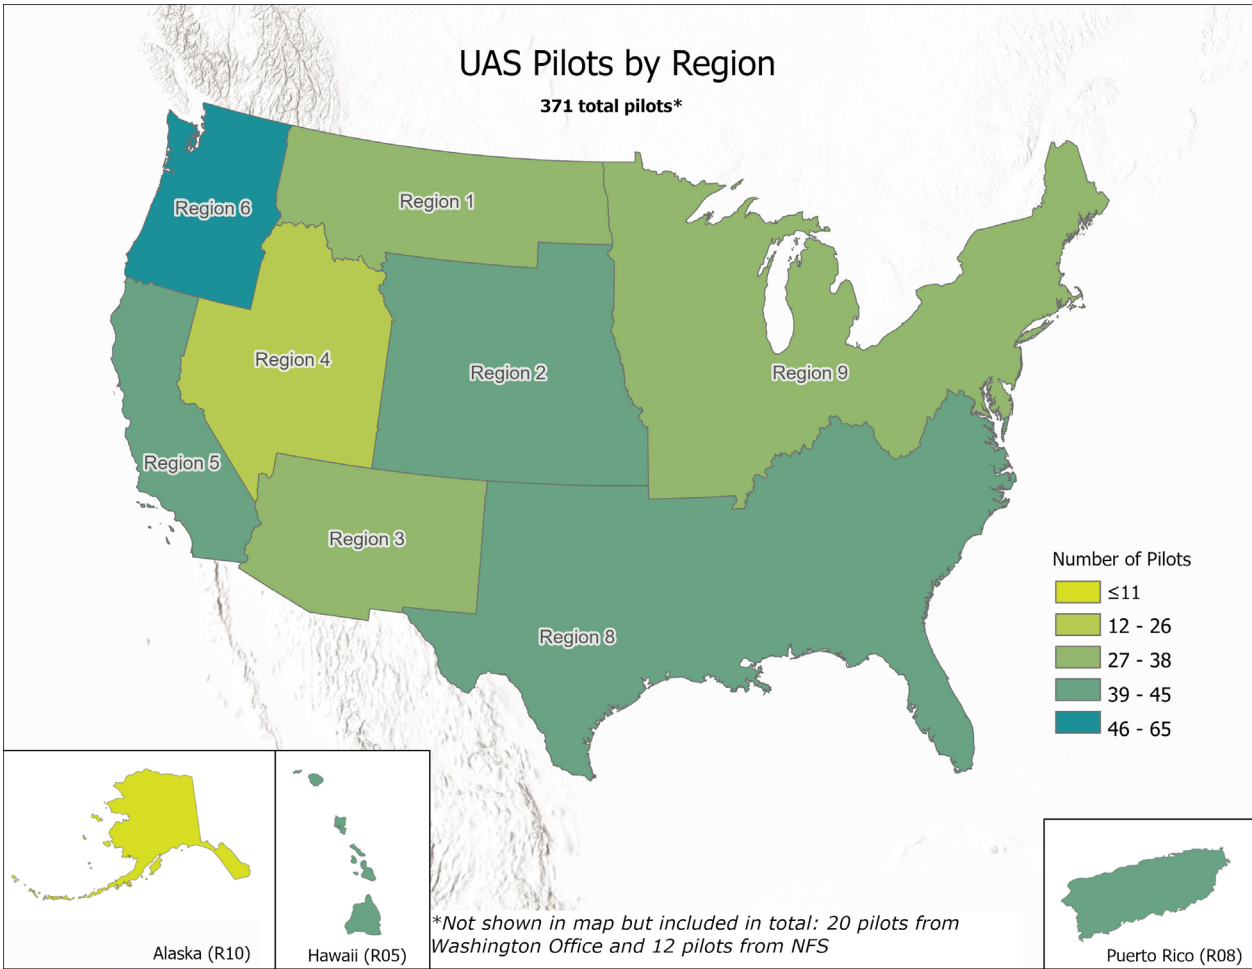 UAS Pilots by Region
371 total pilots*
Region 6
Region 1
Region 4
Region 2
Region 9
Region 5
Region 3
Region 8
Number of Pilots
≤11
12 - 26
27 - 38
39 - 45
46 - 65
Alaska (R10)
Hawaii (R05)
*Not shown in map but included in total: 20 pilots from
Washington Office and 12 pilots from NFS
Puerto Rico (R08)